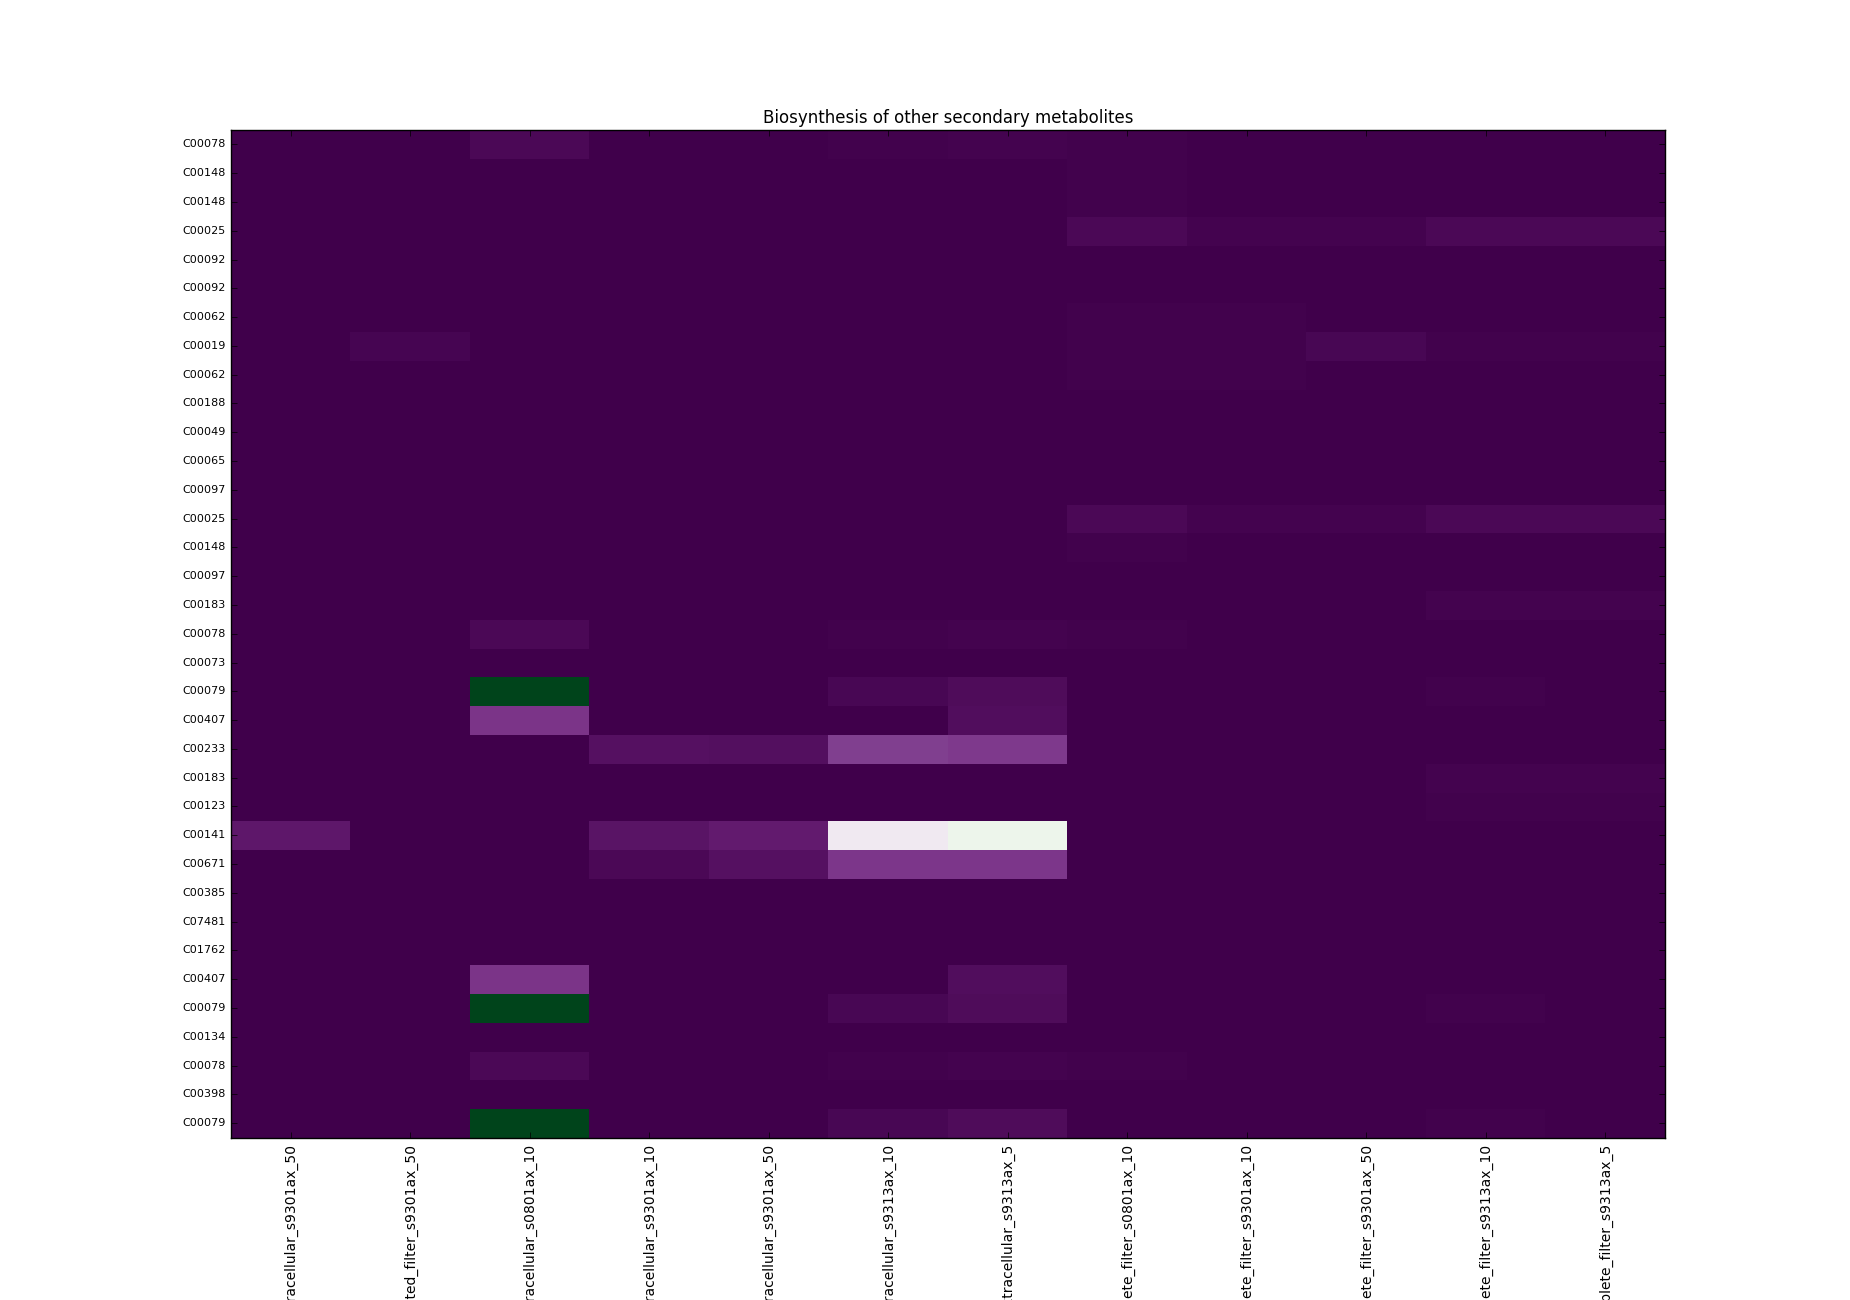 Biosynthesis of other secondary metabolites
C00078
C00148
C00148
C00025
C00092
C00092
C00062
C00019
C00062
C00188
C00049
C00065
C00097
C00025
C00148
C00097
C00183
C00078
C00073
C00079
C00407
C00233
C00183
C00123
C00141
C00671
C00385
C07481
C01762
C00407
C00079
C00134
C00078
C00398
C00079
racellular_s9301ax_50
ted_filter_s9301ax_50
racellular_s0801ax_10
racellular_s9301ax_10
racellular_s9301ax_50
racellular_s9313ax_10
tracellular_s9313ax_5
ete_filter_s0801ax_10
ete_filter_s9301ax_10
ete_filter_s9301ax_50
ete_filter_s9313ax_10
plete_filter_s9313ax_5